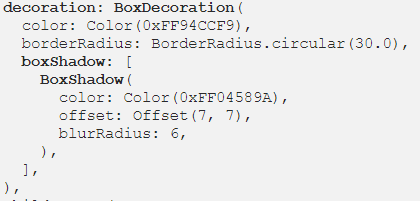 decoration: BoxDecoration(
  color: Color(0xFF94CCF9),
  borderRadius: BorderRadius.circular(30.0),
  boxShadow: [
    BoxShadow(
      color: Color(0xFF04589A),
      offset: Offset(7, 7),
      blurRadius: 6,
    ),
  ],
),